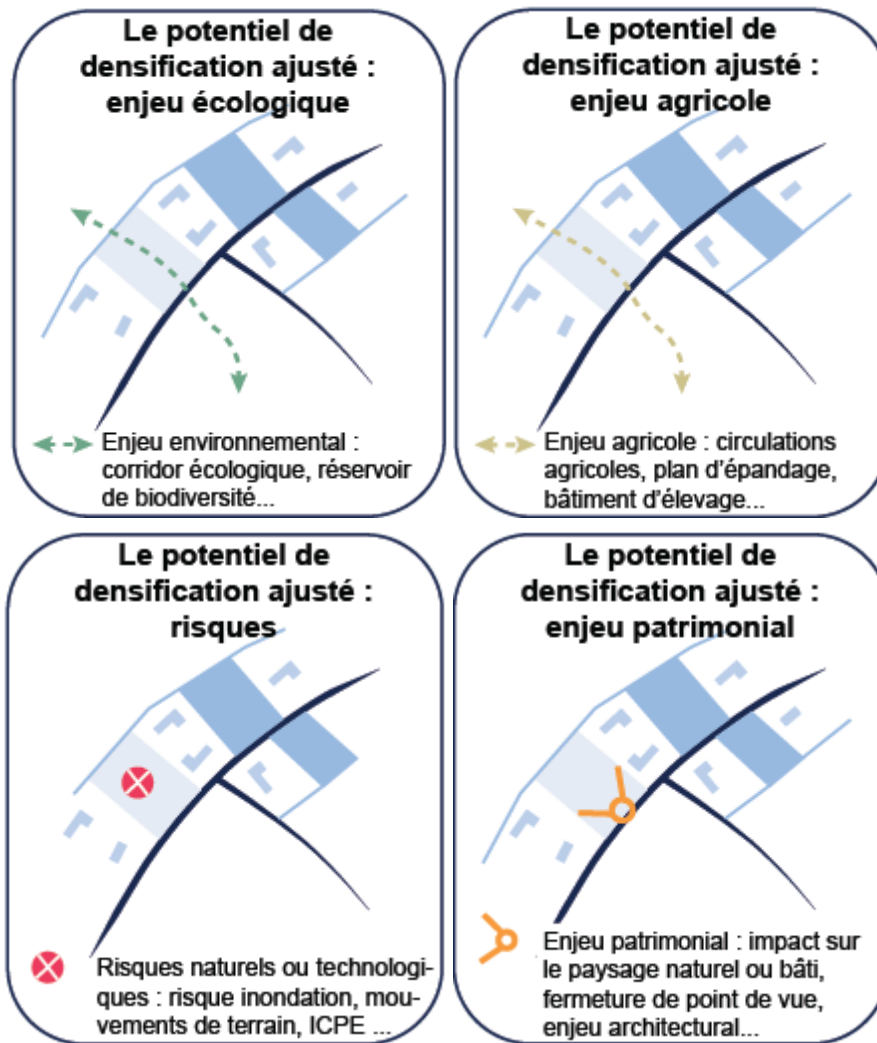 Le potentiel de
densification ajusté :
enjeu écologique
Enjeu environnemental :
corridor écologique, réservoir
de biodiversité...
Le potentiel de
densification ajusté :
enjeu agricole
Enjeu agricole : circulations
agricoles, plan d'épandage,
bâtiment d'élevage...
Le potentiel de
densification ajusté :
risques
Risques naturels ou technologi-
ques : risque inondation, mou-
vements de terrain, ICPE ...
Le potentiel de
densification ajusté :
enjeu patrimonial
Enjeu patrimonial : impact sur
le paysage naturel ou bâti,
fermeture de point de vue,
enjeu architectural...